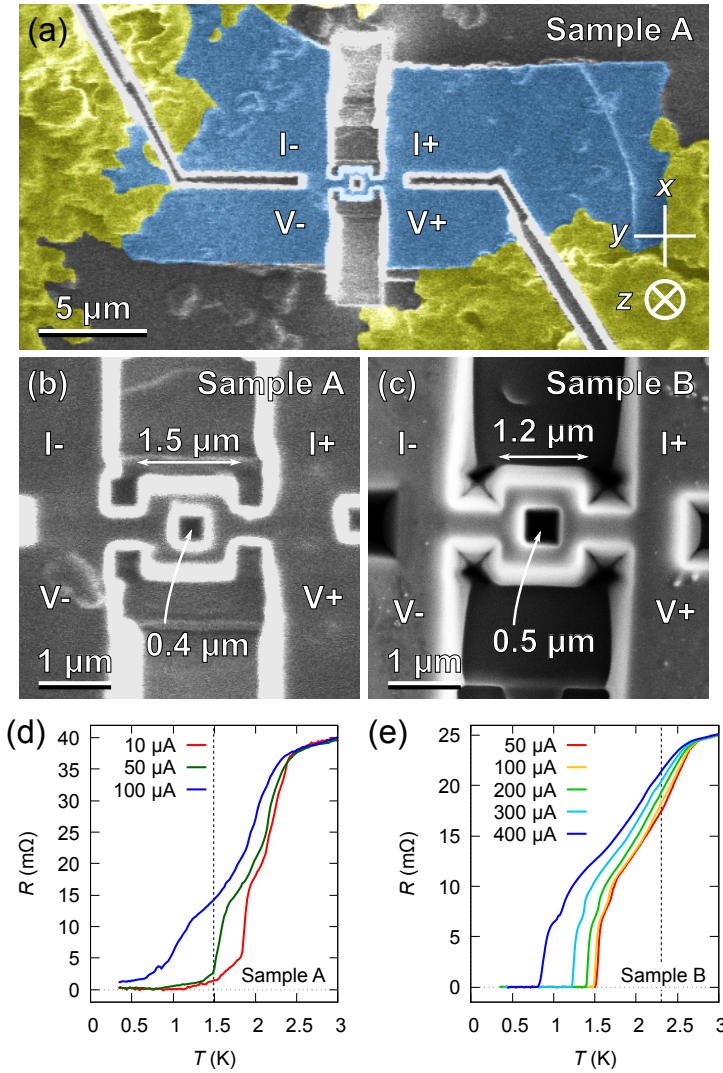 (a)
Sample A
I-
I+
V-
V+
x
y
z
5 µm
(b)
Sample A
I-
I+
1.5 µm
V-
V+
0.4 µm
1 µm
(c)
Sample B
I-
I+
1.2 µm
V-
V+
0.5 µm
1 µm
(d)
10 µA
50 µA
100 µA
40
35
30
25
20
15
10
5
0
R (mΩ)
Sample A
0 0.5 1 1.5 2 2.5 3
T (K)
(e)
50 µA
100 µA
200 µA
300 µA
400 µA
25
20
15
10
5
0
R (mΩ)
Sample B
0 0.5 1 1.5 2 2.5 3
T (K)